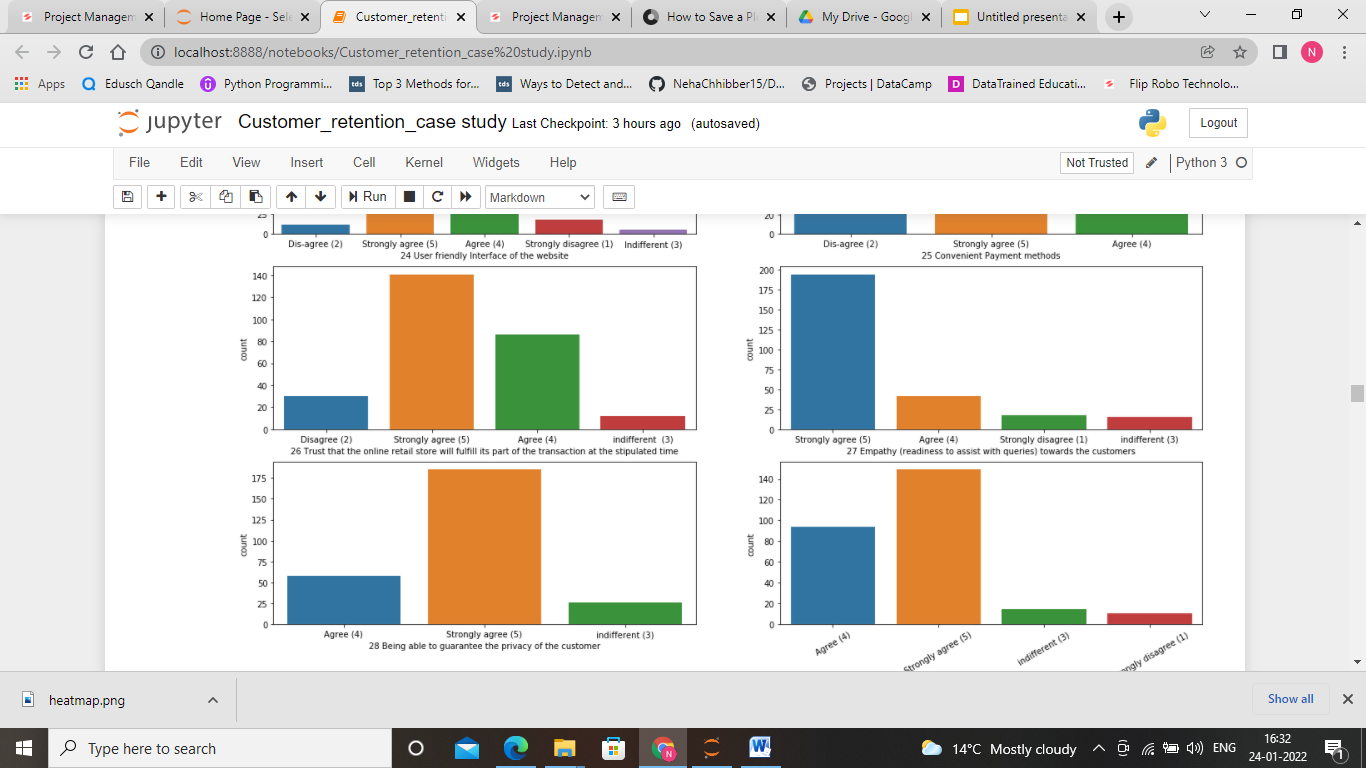 Project Managem
Home Page - Sele
Customer_retenti
Project Managem
How to Save a Pl
My Drive - Googl
Untitled presenta
localhost:8888/notebooks/Customer_retention_case%20study.ipynb
N
Apps
Edusch Qandle
Python Programmi...
tds
Top 3 Methods for...
tds
Ways to Detect and...
NehaChhibber15/D...
Projects | DataCamp
D
DataTrained Educati...
Flip Robo Technolo...
jupyter
Customer_retention_case study Last Checkpoint: 3 hours ago (autosaved)
Logout
File Edit View Insert Cell Kernel Widgets Help
Not Trusted
Python 3
Run
Markdown
25
0
Dis-agree (2) Strongly agree (5) Agree (4) Strongly disagree (1) Indifferent (3)
24 User friendly Interface of the website
20
0
Dis-agree (2) Strongly agree (5) Agree (4)
25 Convenient Payment methods
140
120
100
80
60
40
20
0
count
Disagree (2) Strongly agree (5) Agree (4) indifferent (3)
26 Trust that the online retail store will fulfill its part of the transaction at the stipulated time
200
175
150
125
100
75
50
25
0
count
Strongly agree (5) Agree (4) Strongly disagree (1) indifferent (3)
27 Empathy (readiness to assist with queries) towards the customers
175
150
125
100
75
50
25
0
count
Agree (4) Strongly agree (5) indifferent (3)
28 Being able to guarantee the privacy of the customer
140
120
100
80
60
40
20
0
count
Agree (4)
Strongly agree (5)
indifferent (3)
ngly disagree (1)
heatmap.png
Show all
Type here to search
N
W
14°C Mostly cloudy
ENG
16:32
24-01-2022
1